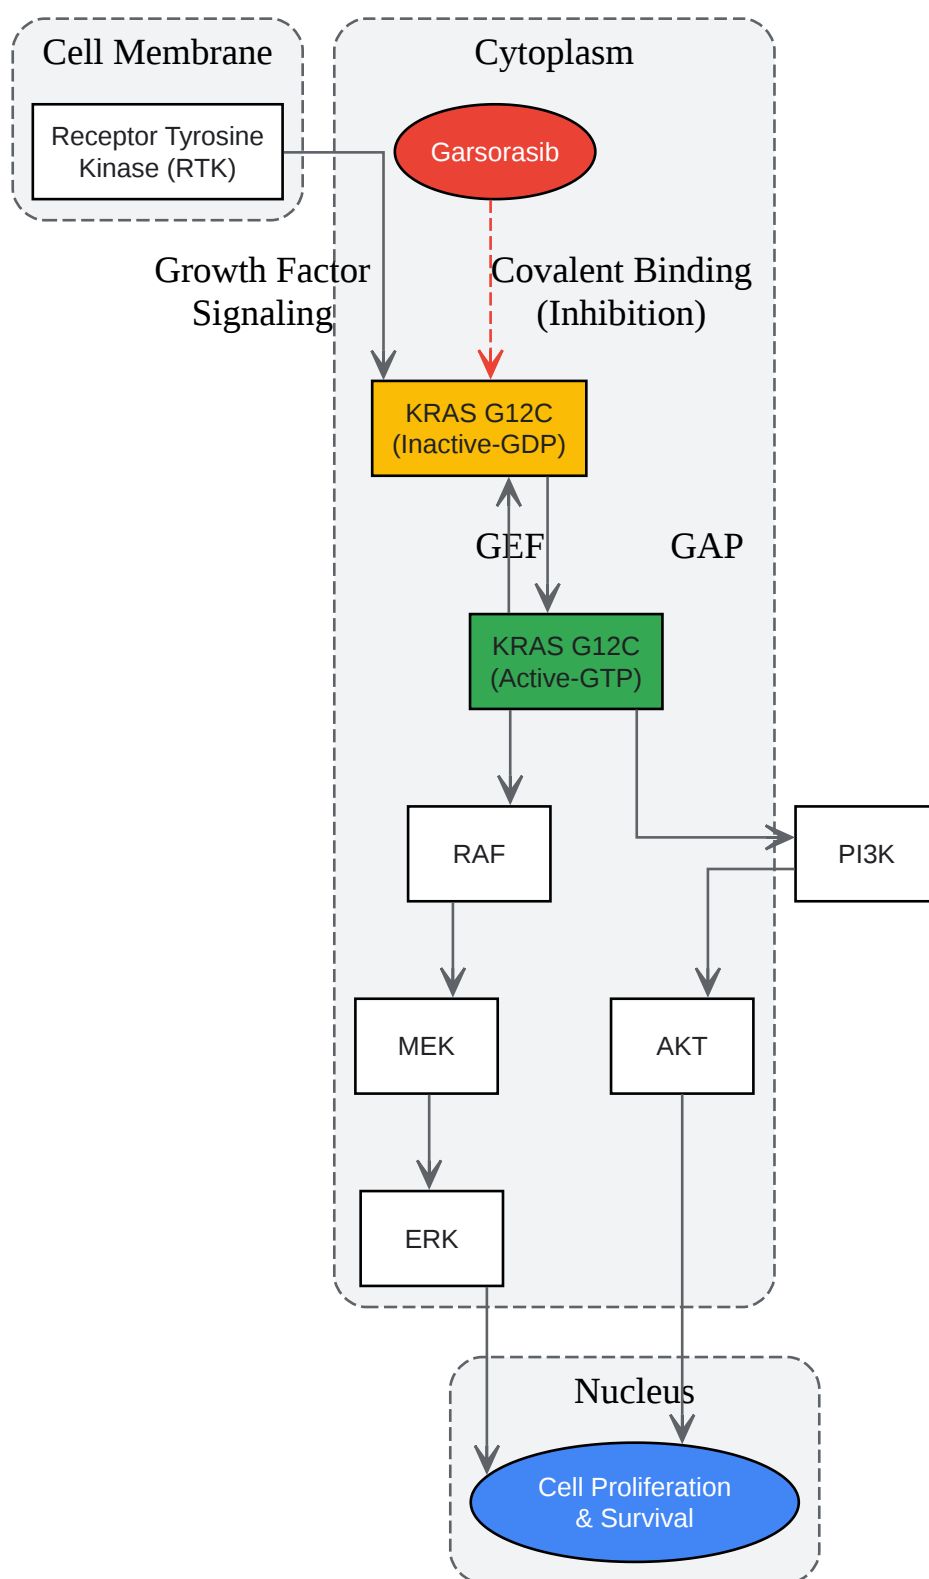 Cell Membrane
Receptor Tyrosine
Kinase (RTK)
Cytoplasm
Garsorasib
Growth Factor
Signaling
Covalent Binding
(Inhibition)
KRAS G12C
(Inactive-GDP)
GEF
GAP
KRAS G12C
(Active-GTP)
RAF
PI3K
MEK
AKT
ERK
Nucleus
Cell Proliferation
& Survival